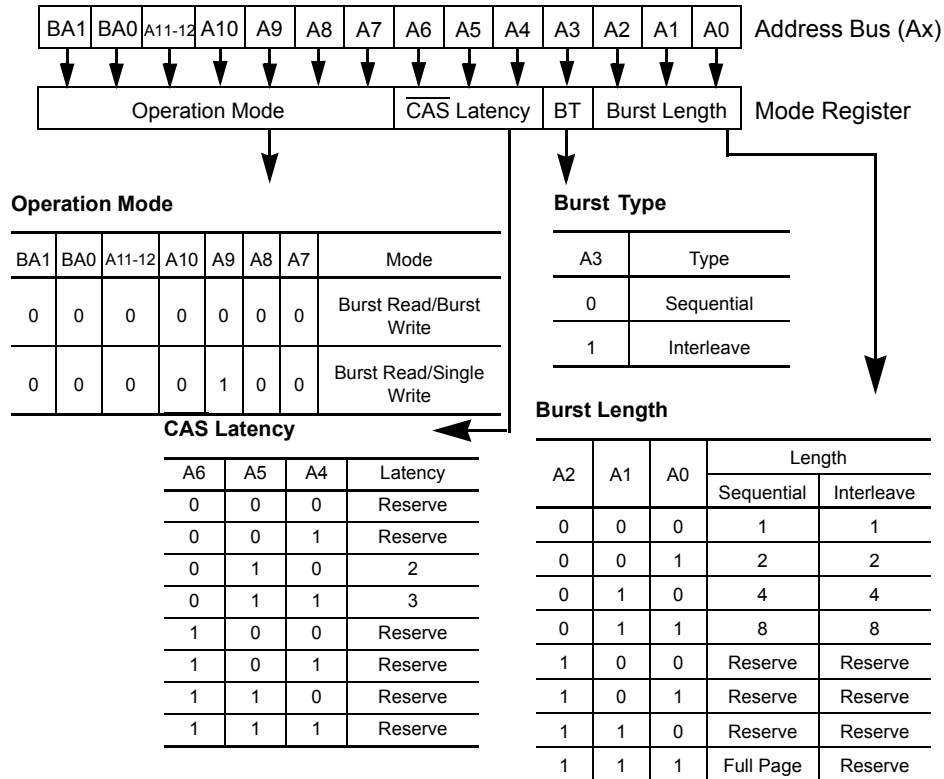 BA1 BA0 A11-12 A10 A9 A8 A7 A6 A5 A4 A3 A2 A1 A0 Address Bus (Ax)
Operation Mode CAS Latency BT Burst Length Mode Register
Operation Mode
BA1 BA0 A11-12 A10 A9 A8 A7 Mode
0 0 0 0 0 0 0 Burst Read/Burst
Write
0 0 0 0 1 0 0 Burst Read/Single
Write
Burst Type
A3 Type
0 Sequential
1 Interleave
CAS Latency
A6 A5 A4 Latency
0 0 0 Reserve
0 0 1 Reserve
0 1 0 2
0 1 1 3
1 0 0 Reserve
1 0 1 Reserve
1 1 0 Reserve
1 1 1 Reserve
Burst Length
A2 A1 A0 Length
Sequential Interleave
0 0 0 1 1
0 0 1 2 2
0 1 0 4 4
0 1 1 8 8
1 0 0 Reserve Reserve
1 0 1 Reserve Reserve
1 1 0 Reserve Reserve
1 1 1 Full Page Reserve